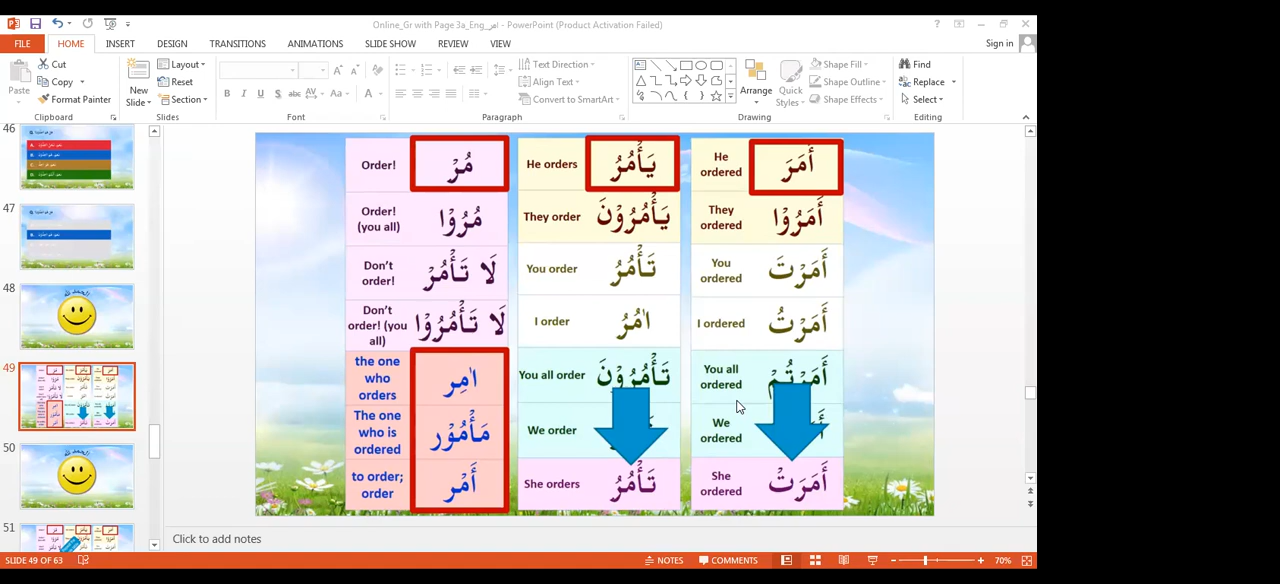 Online_Gr with Page 3a_Eng_امر - PowerPoint (Product Activation Failed)
FILE HOME INSERT DESIGN TRANSITIONS ANIMATIONS SLIDE SHOW REVIEW VIEW Sign in
Paste Cut Copy Format Painter
Clipboard
New Slide Layout Reset Section
Slides
B I U S abc AV Aa A
Font
Text Direction Align Text Convert to SmartArt
Paragraph
Arrange Quick Styles Shape Fill Shape Outline Shape Effects
Drawing
Find Replace Select
Editing
46
47
48
49
50
51
Order! مُرْ He orders يَأْمُرُ He ordered أَمَرَ
Order! (you all) مُرُوْا They order يَأْمُرُوْنَ They ordered أَمَرُوْا
Don't order! لَا تَأْمُرْ You order تَأْمُرُ You ordered أَمَرْتَ
Don't order! (you all) لَا تَأْمُرُوْا I order اٰمُرُ I ordered أَمَرْتُ
the one who orders اٰمِر You all order تَأْمُرُوْنَ You all ordered أَمَرْتُمْ
The one who is ordered مَأْمُوْر We order We ordered
to order; order أَمْر She orders تَأْمُرُ She ordered أَمَرَتْ
Click to add notes
SLIDE 49 OF 63 NOTES COMMENTS 70%